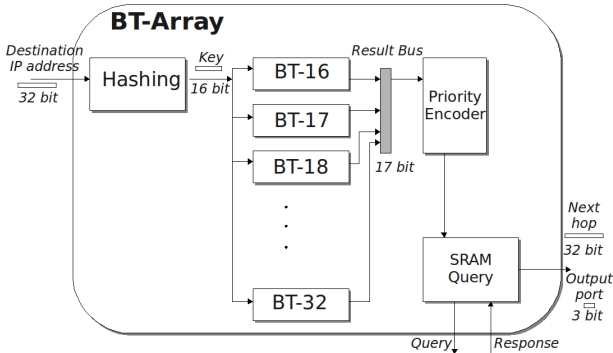 BT-Array
Destination
IP address
32 bit
Hashing
Key
16 bit
BT-16
BT-17
BT-18
BT-32
Result Bus
17 bit
Priority
Encoder
SRAM
Query
Next
hop
32 bit
Output
port
3 bit
Query
Response